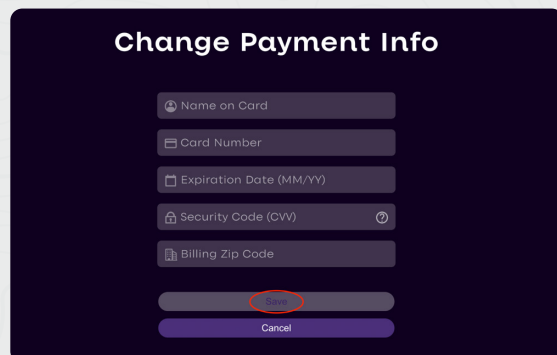 Change Payment Info
Name on Card
Card Number
Expiration Date (MM/YY)
Security Code (CVV)
Billing Zip Code
Save
Cancel